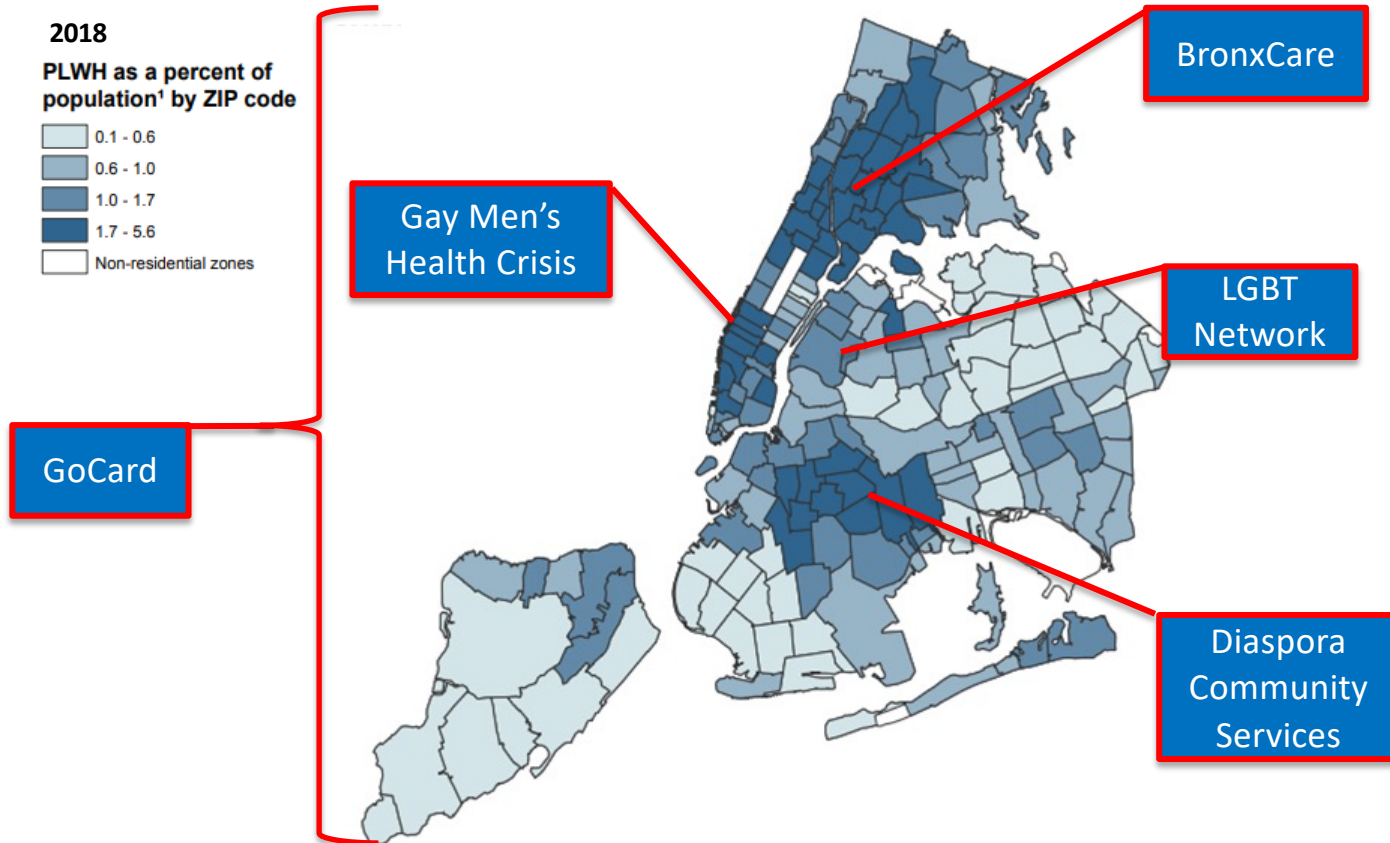 2018
PLWH as a percent of
population¹ by ZIP code
0.1 - 0.6
0.6 - 1.0
1.0 - 1.7
1.7 - 5.6
Non-residential zones
BronxCare
Gay Men’s
Health Crisis
LGBT
Network
GoCard
Diaspora
Community
Services